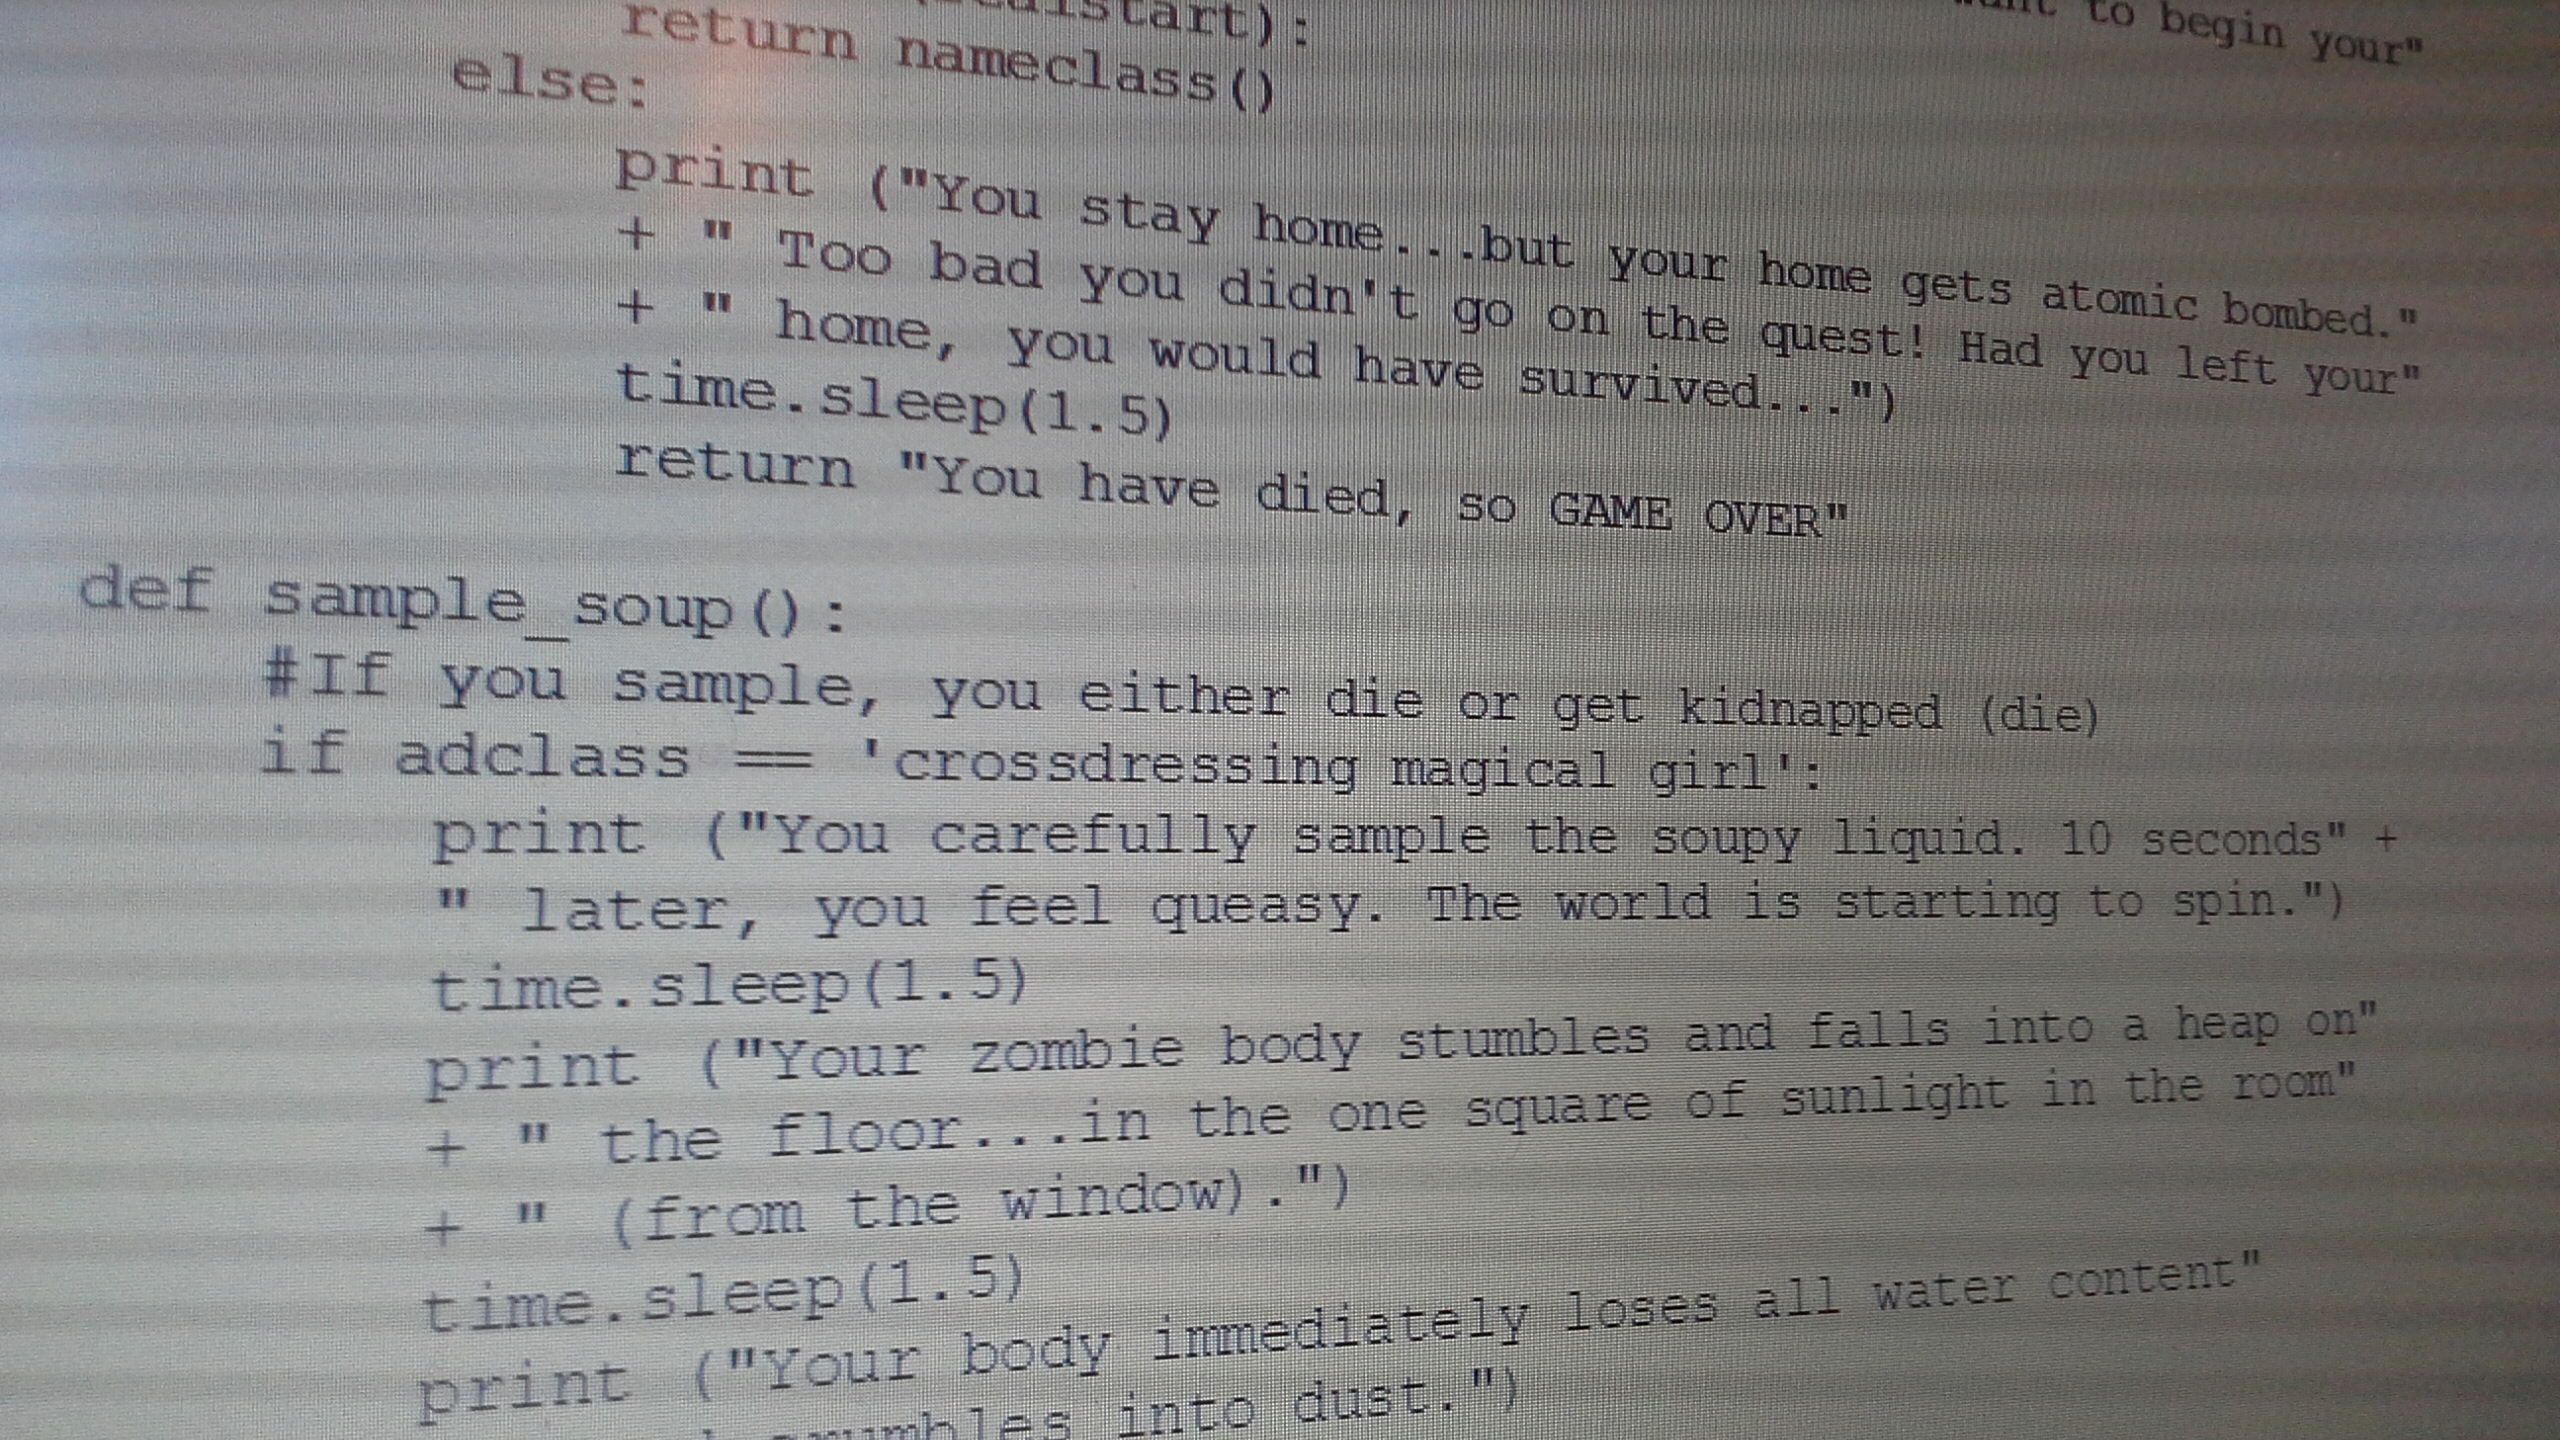 to begin your"
return nameclass()
else:
print ("You stay home...but your home gets atomic bombed."
+ " Too bad you didn't go on the quest! Had you left your"
+ " home, you would have survived...")
time.sleep(1.5)
return "You have died, so GAME OVER"
def sample_soup():
#If you sample, you either die or get kidnapped (die)
if adclass == 'crossdressing magical girl':
print ("You carefully sample the soupy liquid. 10 seconds" +
" later, you feel queasy. The world is starting to spin.")
time.sleep(1.5)
print ("Your zombie body stumbles and falls into a heap on"
+ " the floor...in the one square of sunlight in the room"
+ " (from the window).")
time.sleep(1.5)
print ("Your body immediately loses all water content"
into dust.")